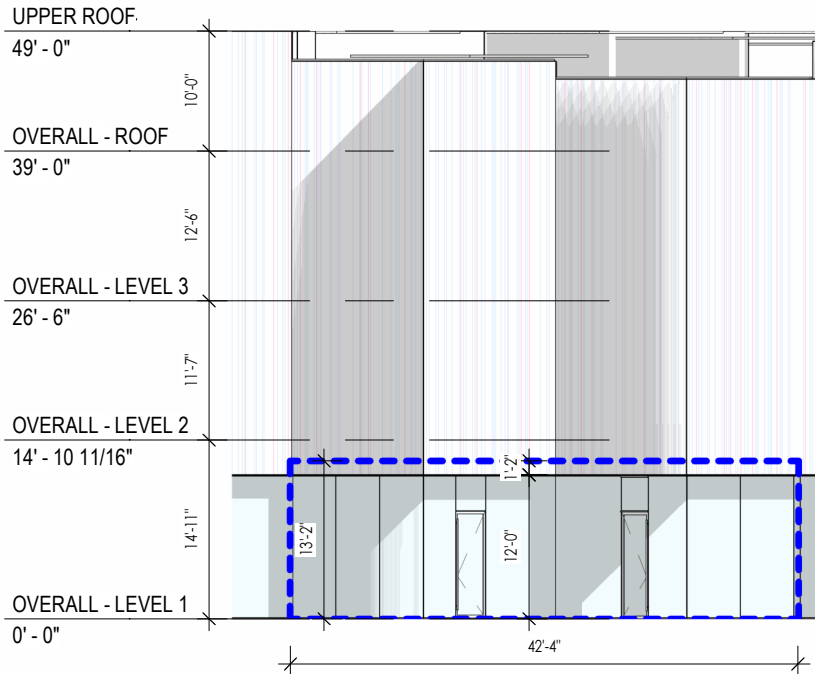 UPPER ROOF
49' - 0"
10'-0"
OVERALL - ROOF
39' - 0"
12'-6"
OVERALL - LEVEL 3
26' - 6"
11'-7"
OVERALL - LEVEL 2
14' - 10 11/16"
1'-2"
14'-11"
13'-2"
12'-0"
OVERALL - LEVEL 1
0' - 0"
42'-4"